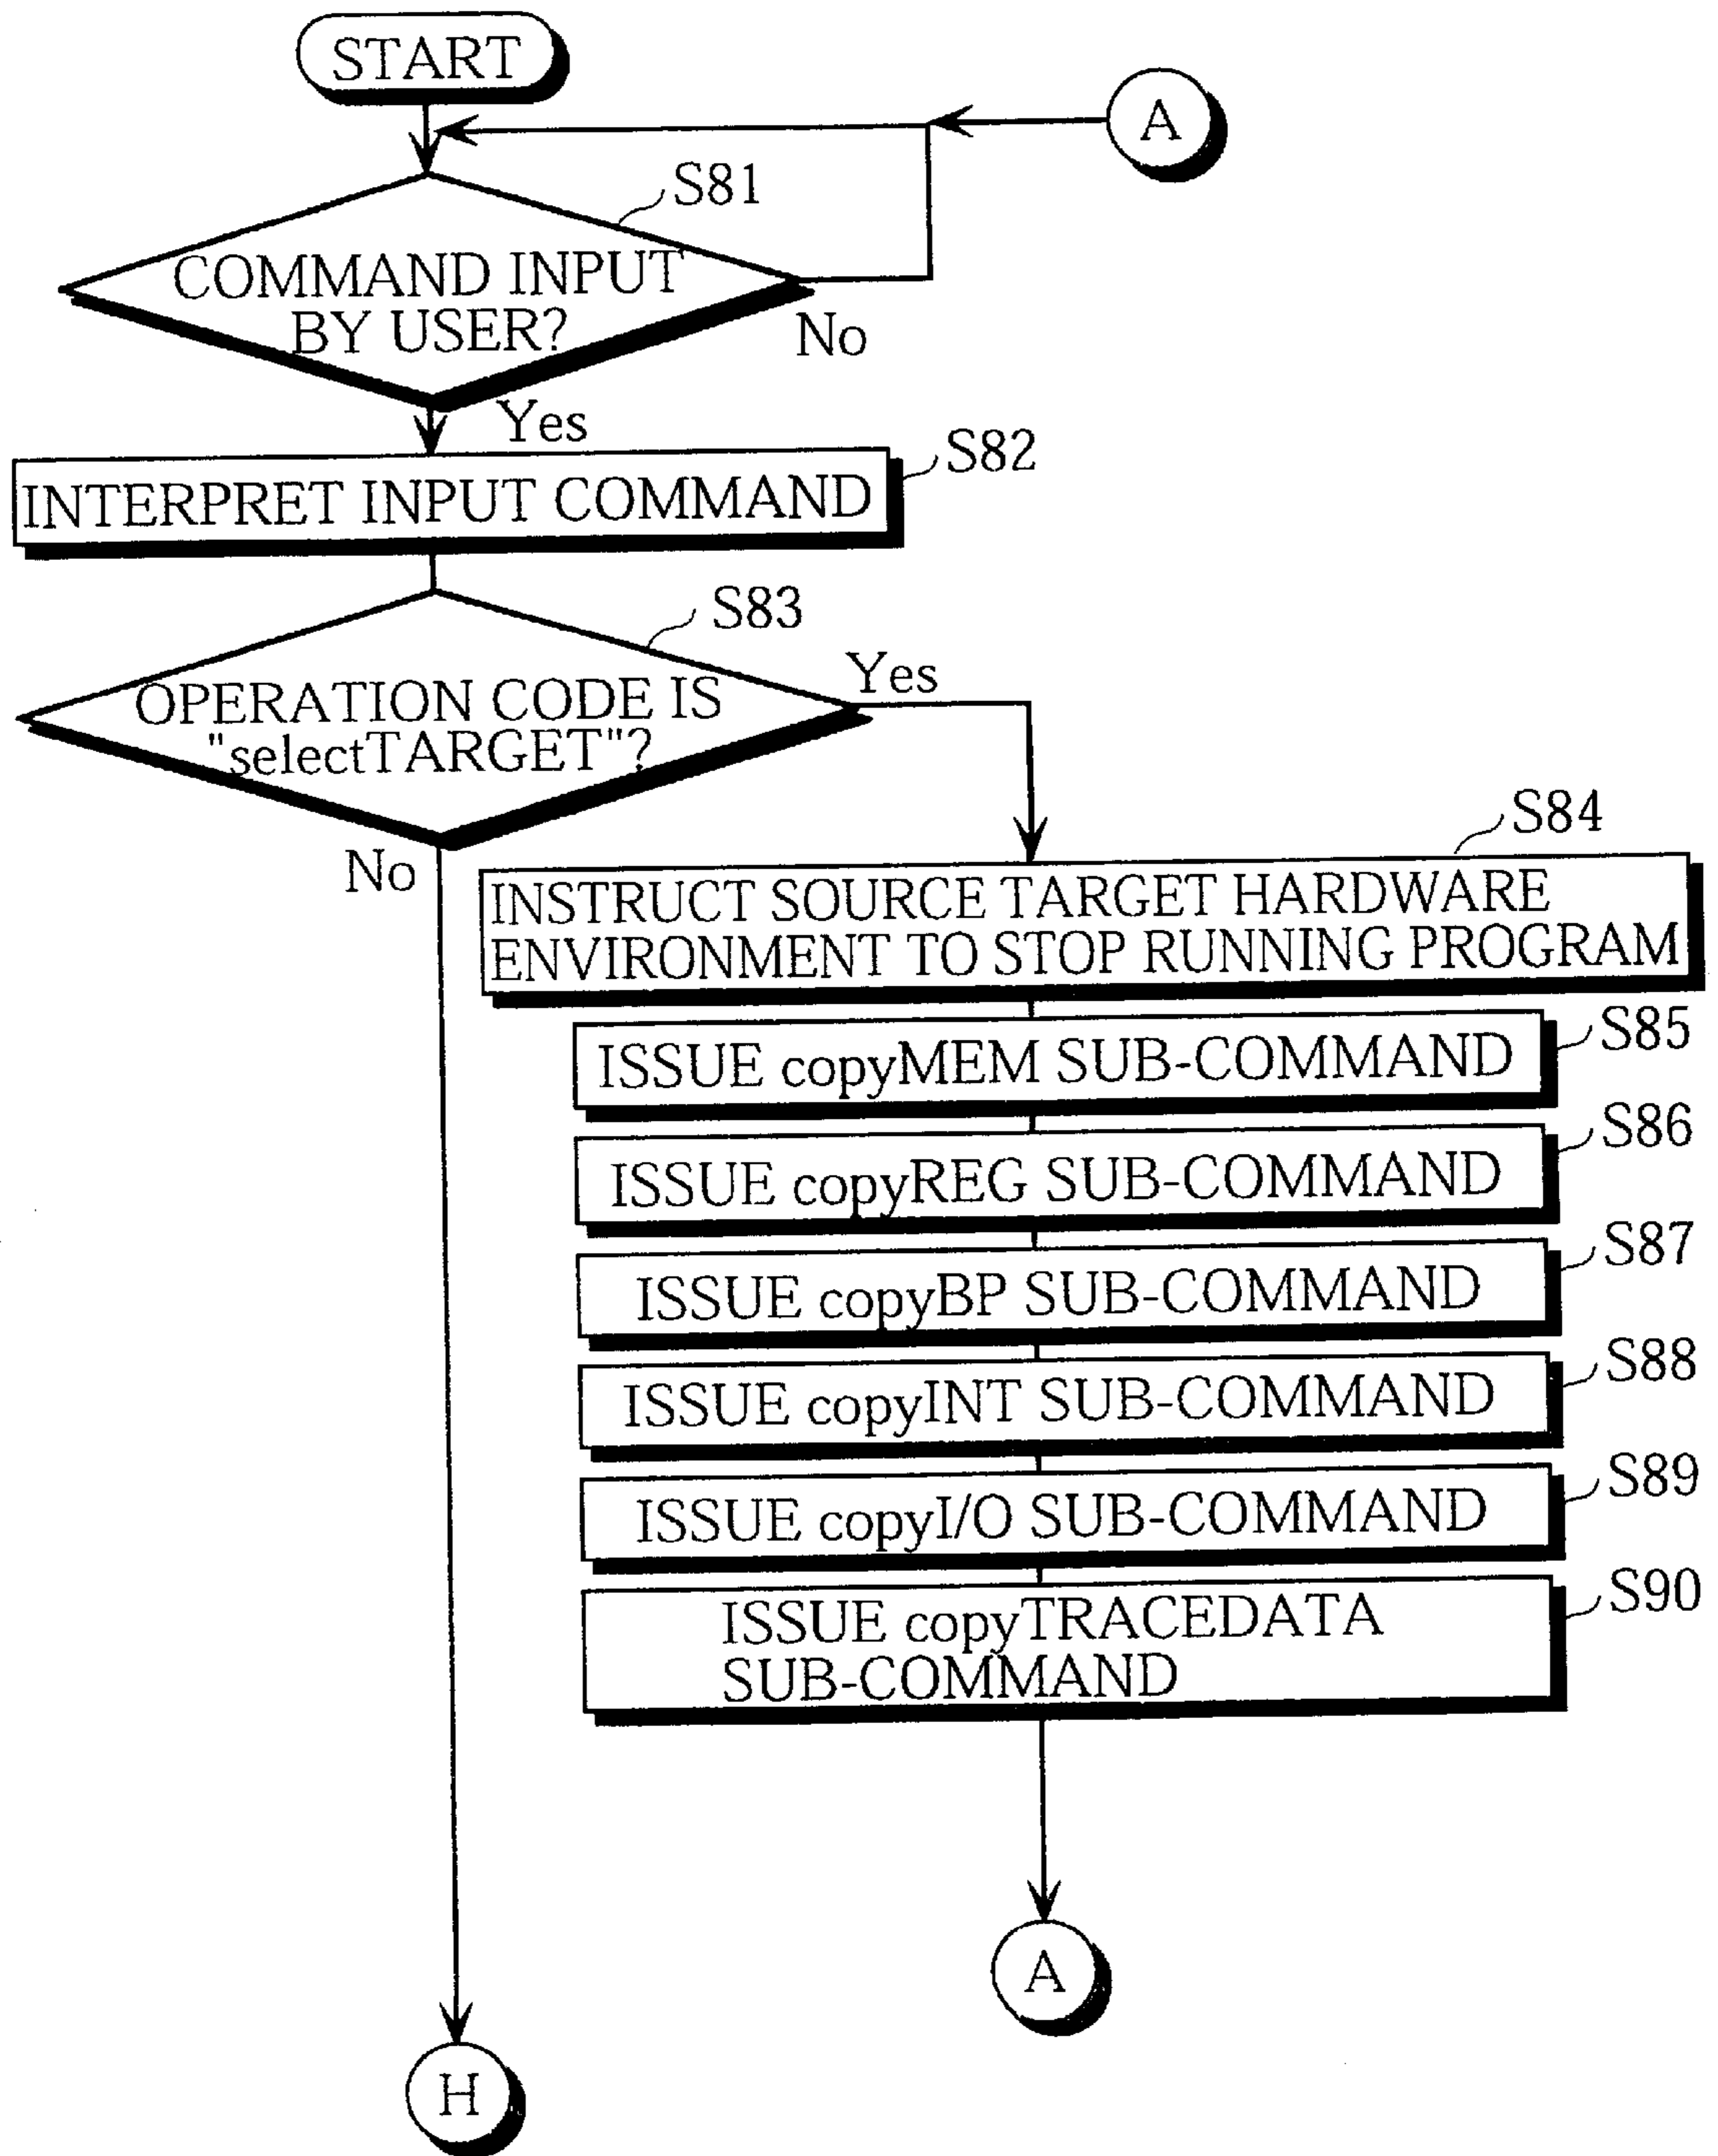 START
A
S81
COMMAND INPUT
BY USER?
No
Yes
S82
INTERPRET INPUT COMMAND
S83
OPERATION CODE IS
"selectTARGET"?
Yes
No
S84
INSTRUCT SOURCE TARGET HARDWARE
ENVIRONMENT TO STOP RUNNING PROGRAM
S85
ISSUE copyMEM SUB-COMMAND
S86
ISSUE copyREG SUB-COMMAND
S87
ISSUE copyBP SUB-COMMAND
S88
ISSUE copyINT SUB-COMMAND
S89
ISSUE copyI/O SUB-COMMAND
S90
ISSUE copyTRACEDATA
SUB-COMMAND
A
H